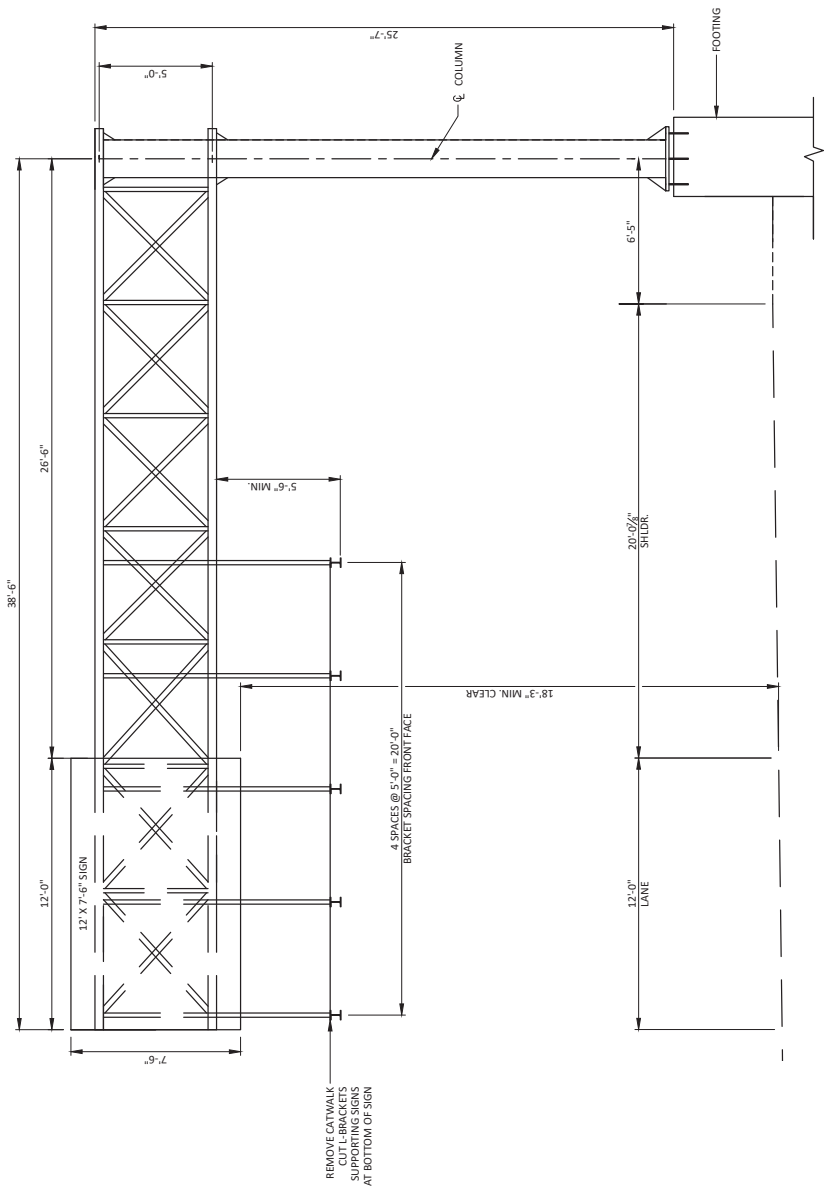 25'-7"
5'-0"
FOOTING
℄ COLUMN
38'-6"
26'-6"
12'-0"
6'-5"
5'-6" MIN.
20'-0⅞"
SHLDR.
12' X 7'-6" SIGN
18'-3" MIN. CLEAR
4 SPACES @ 5'-0" = 20'-0"
BRACKET SPACING FRONT FACE
12'-0"
LANE
7'-6"
REMOVE CATWALK
CUT L-BRACKETS
SUPPORTING SIGNS
AT BOTTOM OF SIGN